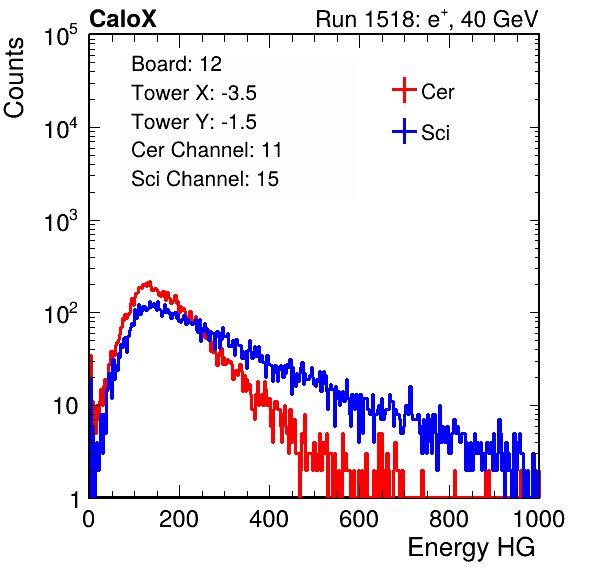 CaloX Run 1518: e⁺, 40 GeV
Counts
10⁵
10⁴
10³
10²
10
1
Board: 12
Tower X: -3.5
Tower Y: -1.5
Cer Channel: 11
Sci Channel: 15
Cer
Sci
0 200 400 600 800 1000
Energy HG